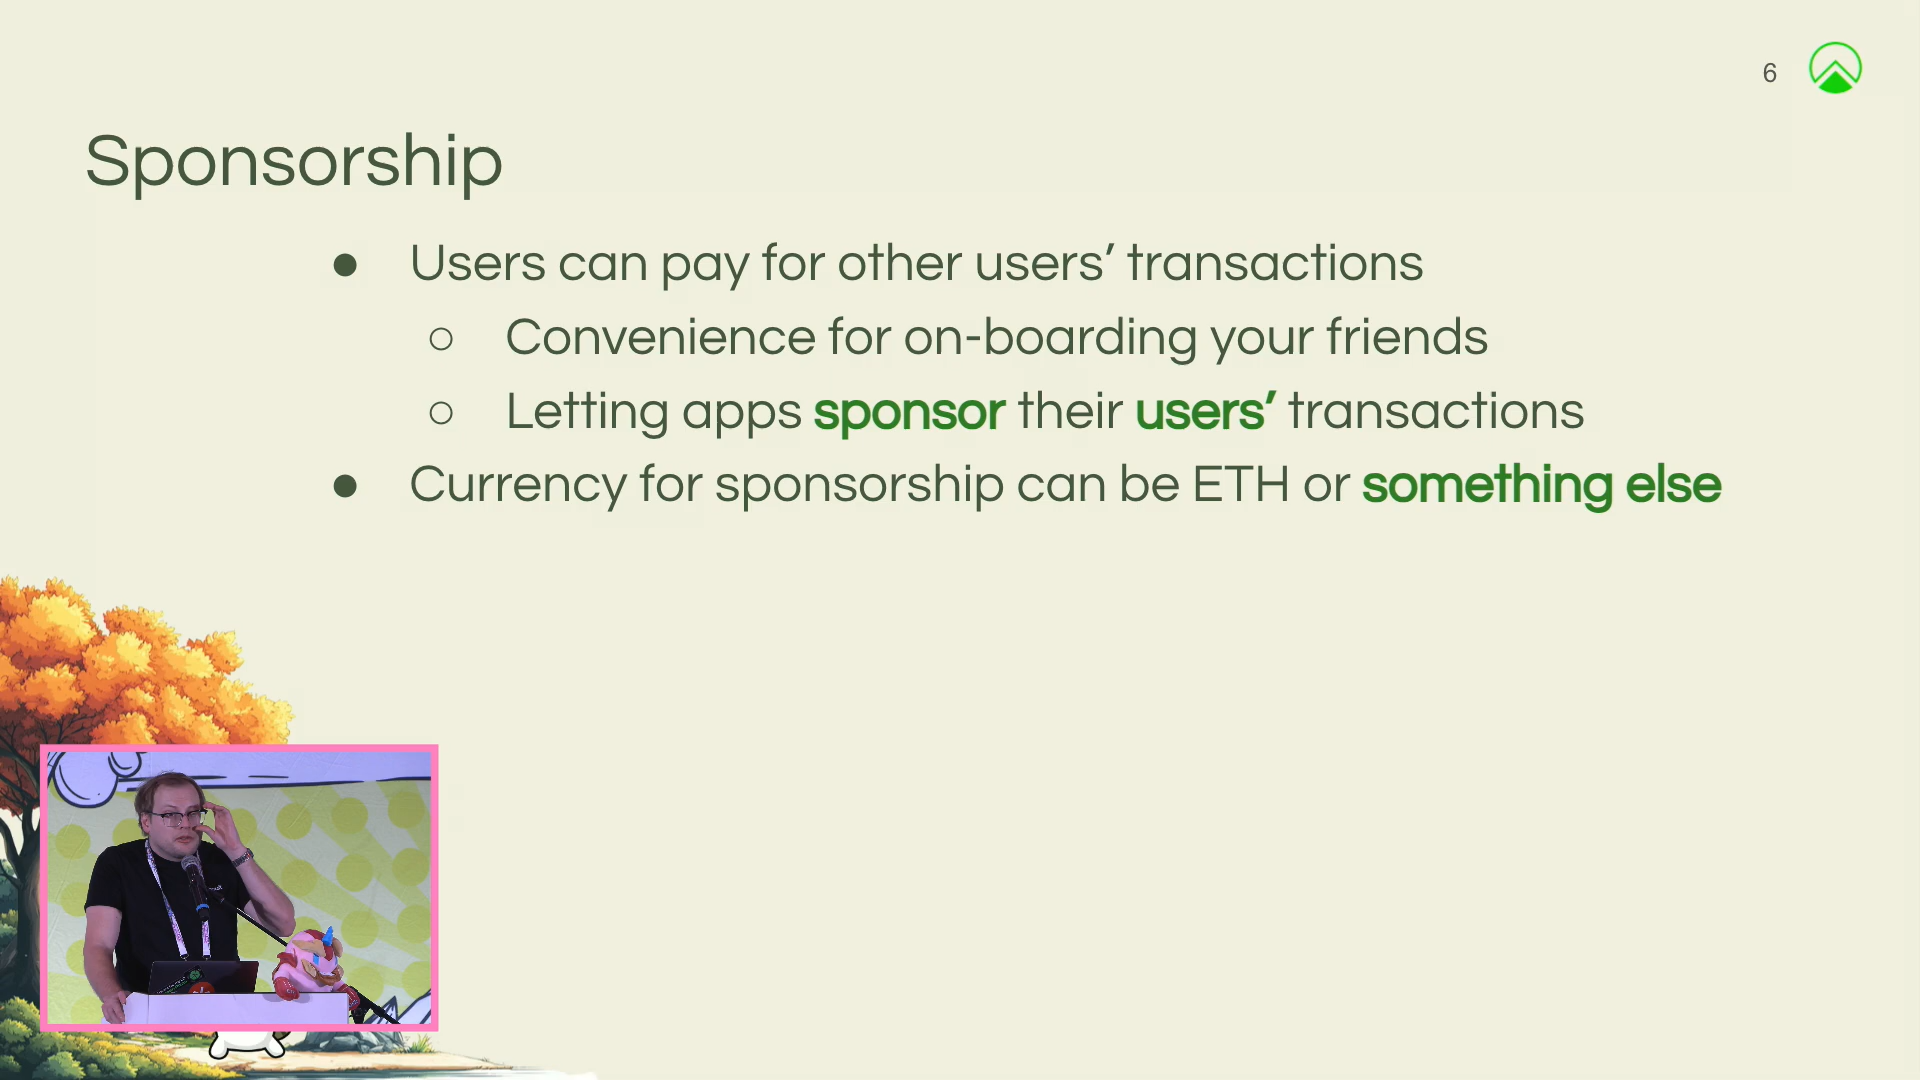 6
Sponsorship
● Users can pay for other users’ transactions
○ Convenience for on-boarding your friends
○ Letting apps sponsor their users’ transactions
● Currency for sponsorship can be ETH or something else